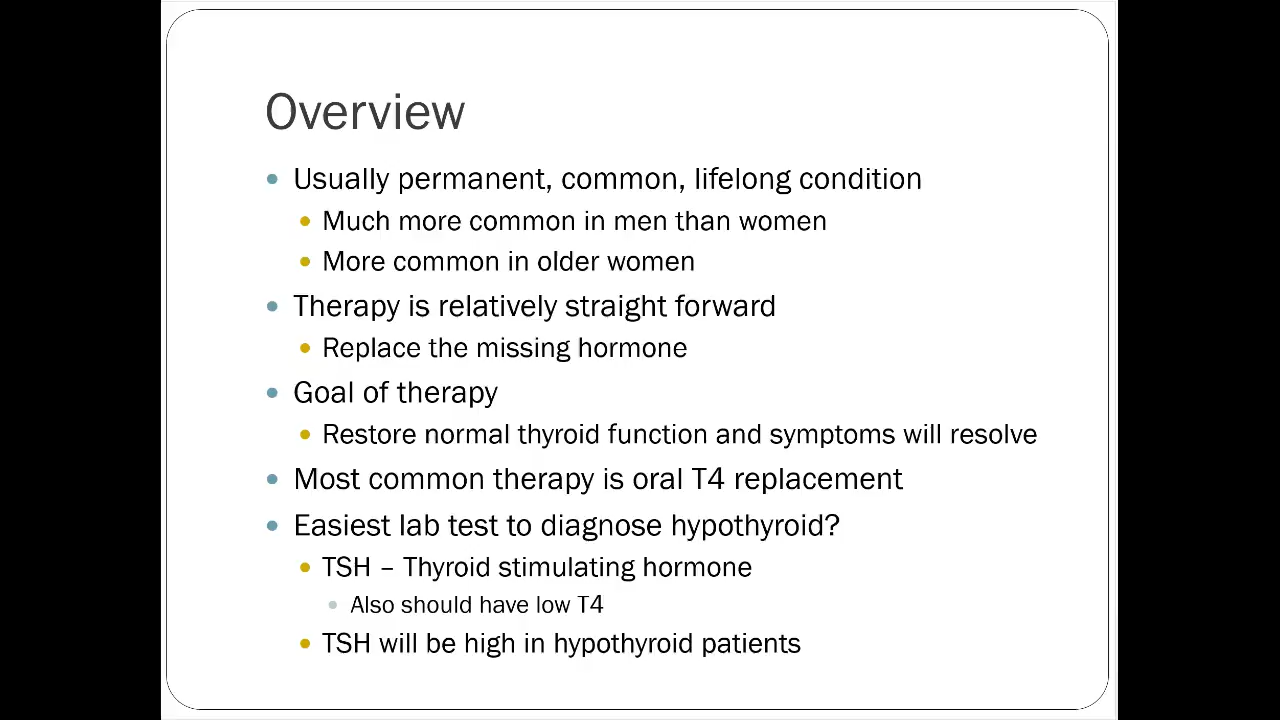 Overview
Usually permanent, common, lifelong condition
Much more common in men than women
More common in older women
Therapy is relatively straight forward
Replace the missing hormone
Goal of therapy
Restore normal thyroid function and symptoms will resolve
Most common therapy is oral T4 replacement
Easiest lab test to diagnose hypothyroid?
TSH – Thyroid stimulating hormone
Also should have low T4
TSH will be high in hypothyroid patients